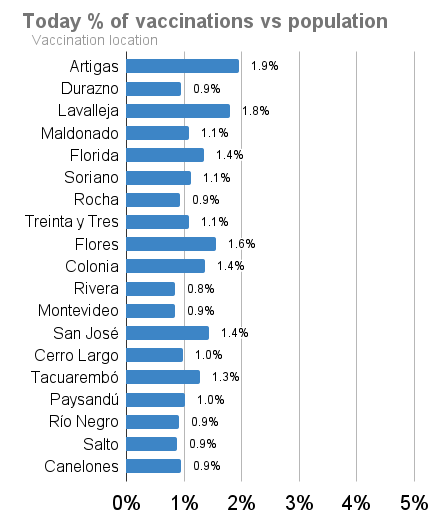 Today % of vaccinations vs population
Vaccination location
Artigas 1.9%
Durazno 0.9%
Lavalleja 1.8%
Maldonado 1.1%
Florida 1.4%
Soriano 1.1%
Rocha 0.9%
Treinta y Tres 1.1%
Flores 1.6%
Colonia 1.4%
Rivera 0.8%
Montevideo 0.9%
San José 1.4%
Cerro Largo 1.0%
Tacuarembó 1.3%
Paysandú 1.0%
Río Negro 0.9%
Salto 0.9%
Canelones 0.9%
0% 1% 2% 3% 4% 5%